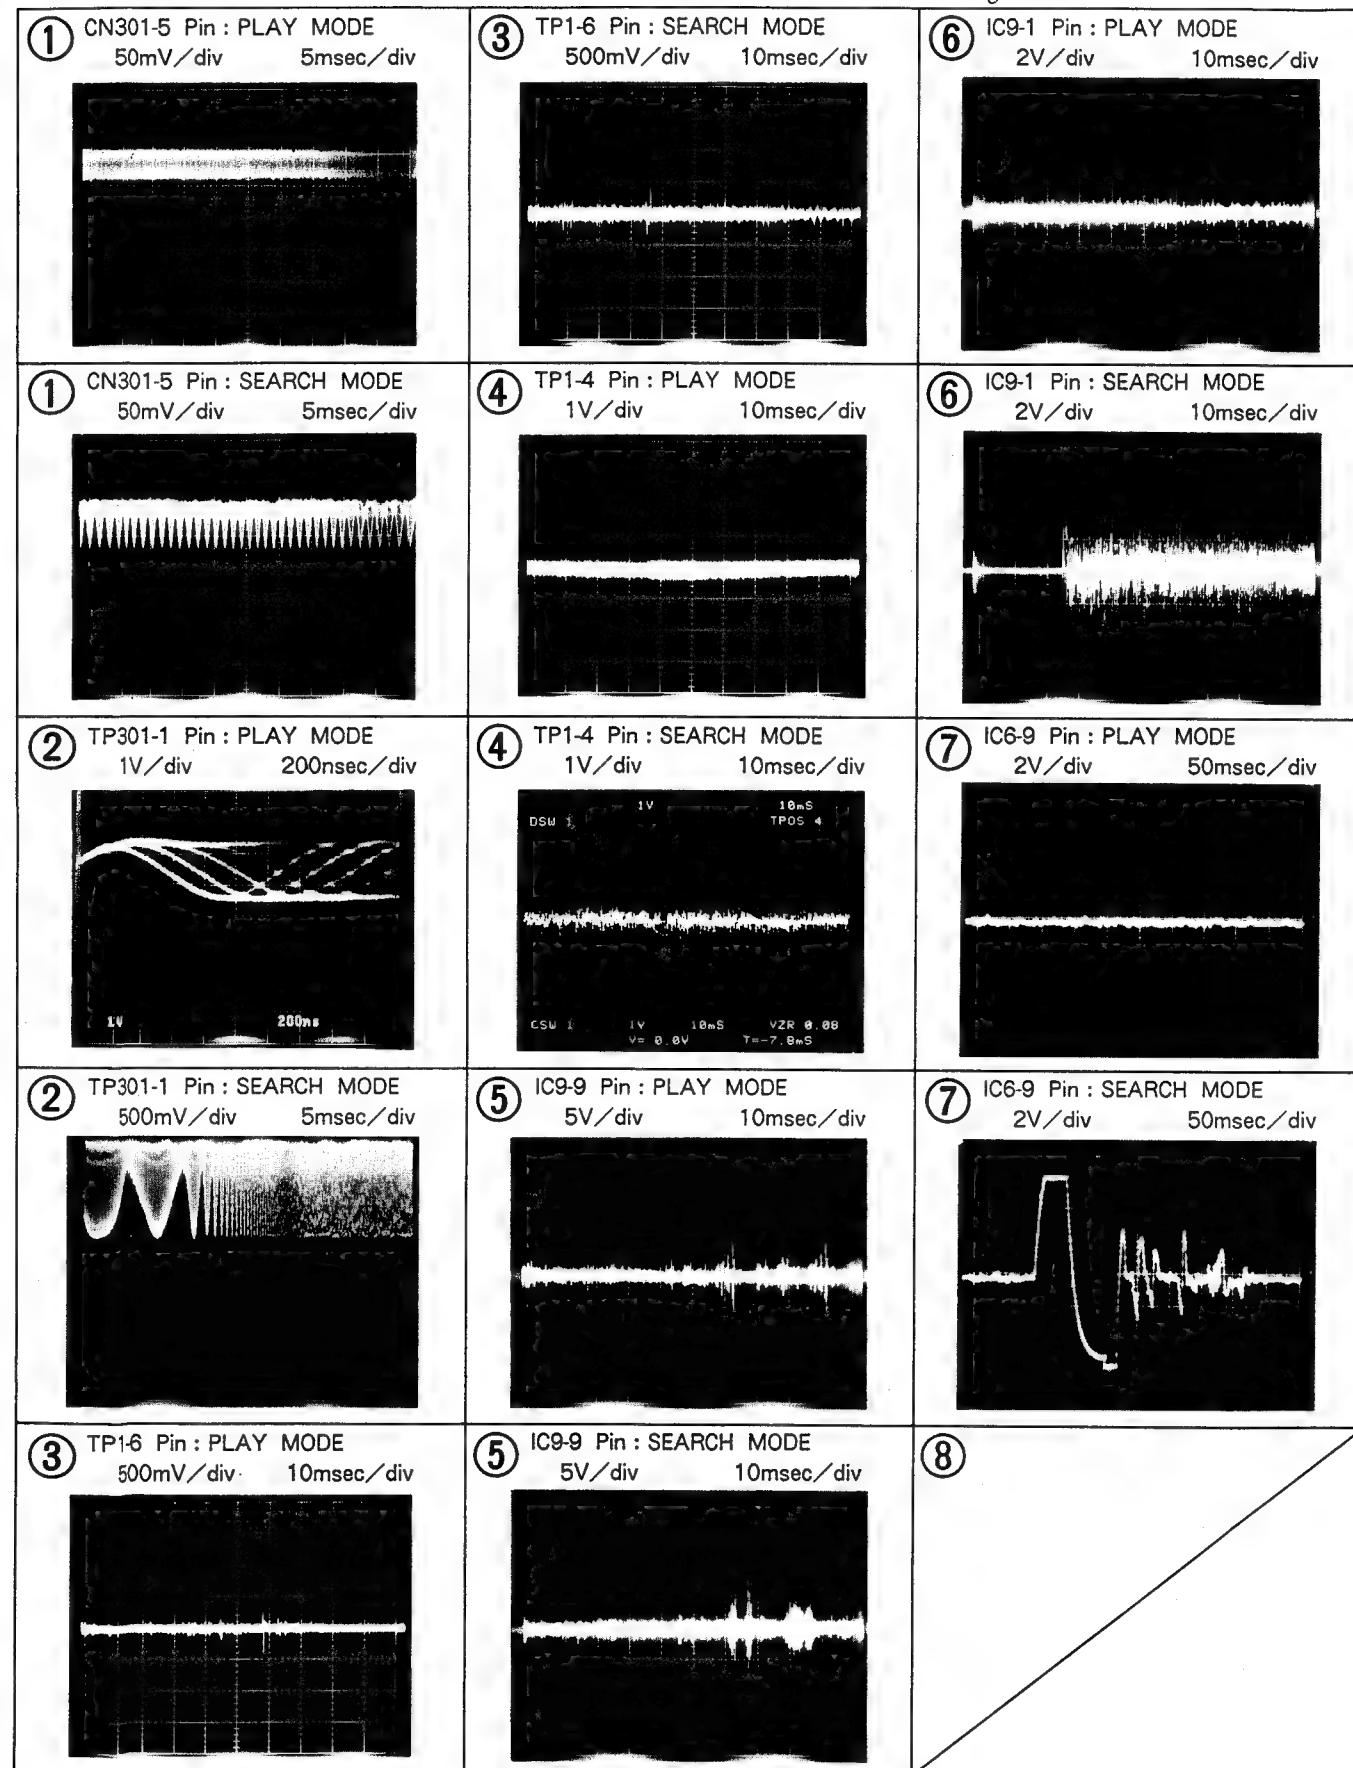 ① CN301-5 Pin : PLAY MODE
50mV/div 5msec/div
① CN301-5 Pin : SEARCH MODE
50mV/div 5msec/div
② TP301-1 Pin : PLAY MODE
1V/div 200nsec/div
1V 200ns
② TP301-1 Pin : SEARCH MODE
500mV/div 5msec/div
③ TP1-6 Pin : PLAY MODE
500mV/div 10msec/div
③ TP1-6 Pin : SEARCH MODE
500mV/div 10msec/div
④ TP1-4 Pin : PLAY MODE
1V/div 10msec/div
④ TP1-4 Pin : SEARCH MODE
1V/div 10msec/div
1V 10mS
DSW 1 TPOS 4
CSW 1 1V 10mS VZR 0.08
V= 0.0V T=-7.8mS
⑤ IC9-9 Pin : PLAY MODE
5V/div 10msec/div
⑤ IC9-9 Pin : SEARCH MODE
5V/div 10msec/div
⑥ IC9-1 Pin : PLAY MODE
2V/div 10msec/div
⑥ IC9-1 Pin : SEARCH MODE
2V/div 10msec/div
⑦ IC6-9 Pin : PLAY MODE
2V/div 50msec/div
⑦ IC6-9 Pin : SEARCH MODE
2V/div 50msec/div
⑧